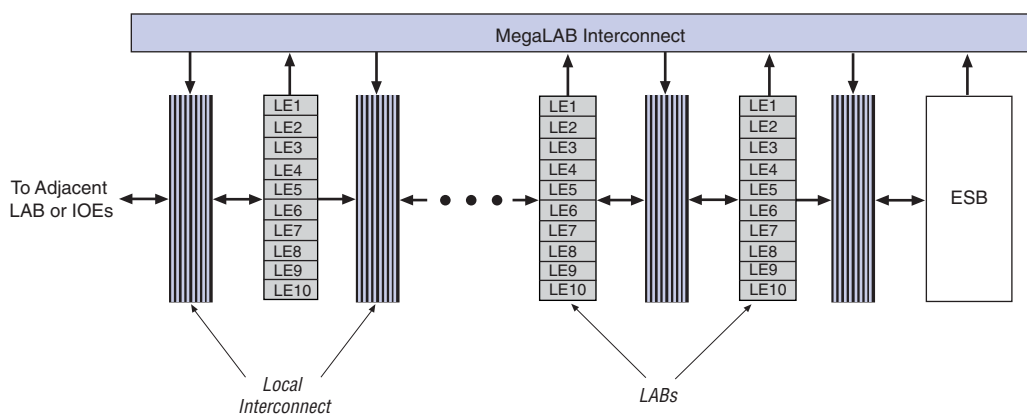 MegaLAB Interconnect
To Adjacent
LAB or IOEs
LE1
LE2
LE3
LE4
LE5
LE6
LE7
LE8
LE9
LE10
LE1
LE2
LE3
LE4
LE5
LE6
LE7
LE8
LE9
LE10
LE1
LE2
LE3
LE4
LE5
LE6
LE7
LE8
LE9
LE10
ESB
Local
Interconnect
LABs